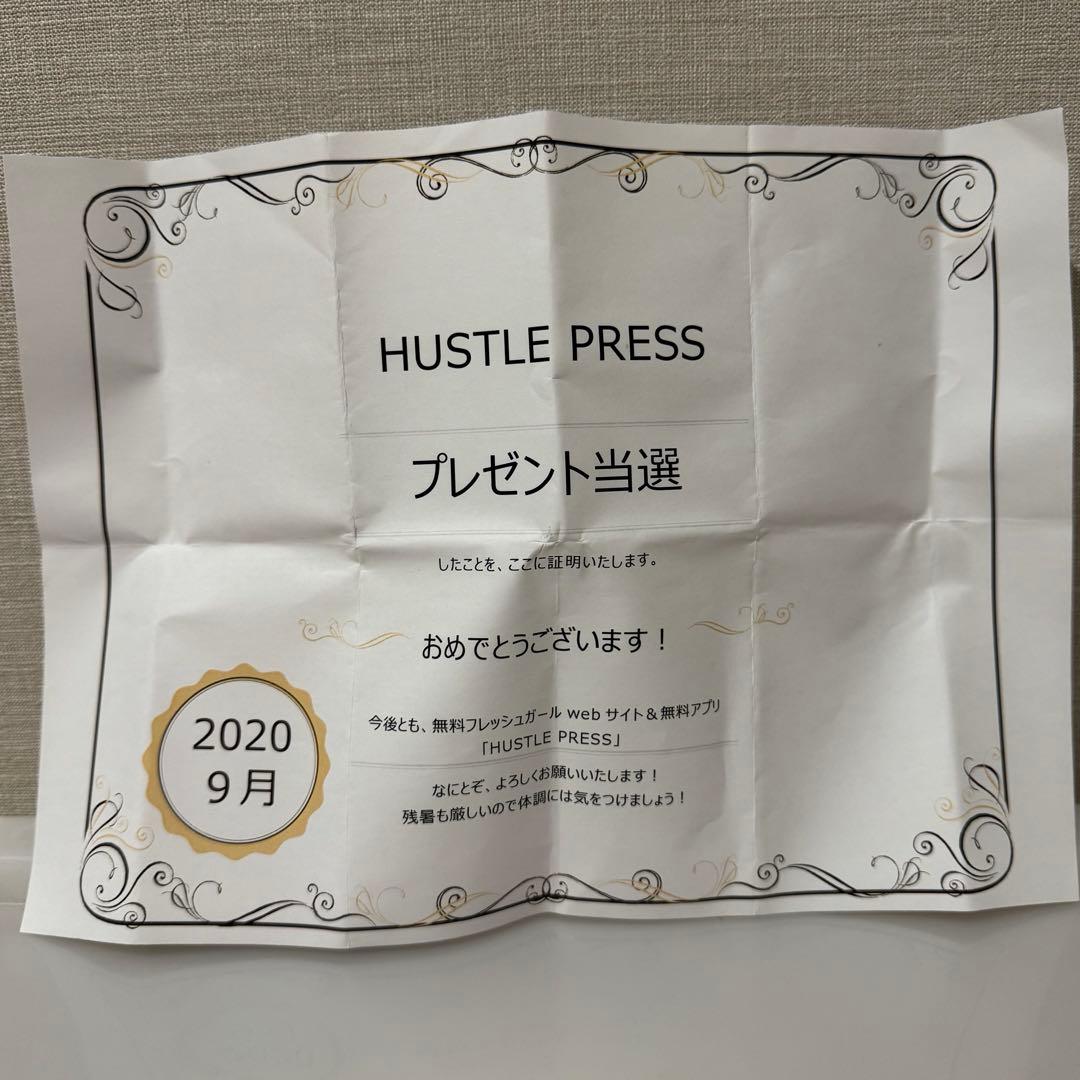 HUSTLE PRESS
プレゼント当選
したことを、ここに証明いたします。
おめでとうございます！
今後とも、無料フレッシュガール web サイト＆無料アプリ
「HUSTLE PRESS」
なにとぞ、よろしくお願いいたします！
残暑も厳しいので体調には気をつけましょう！
2020
9月